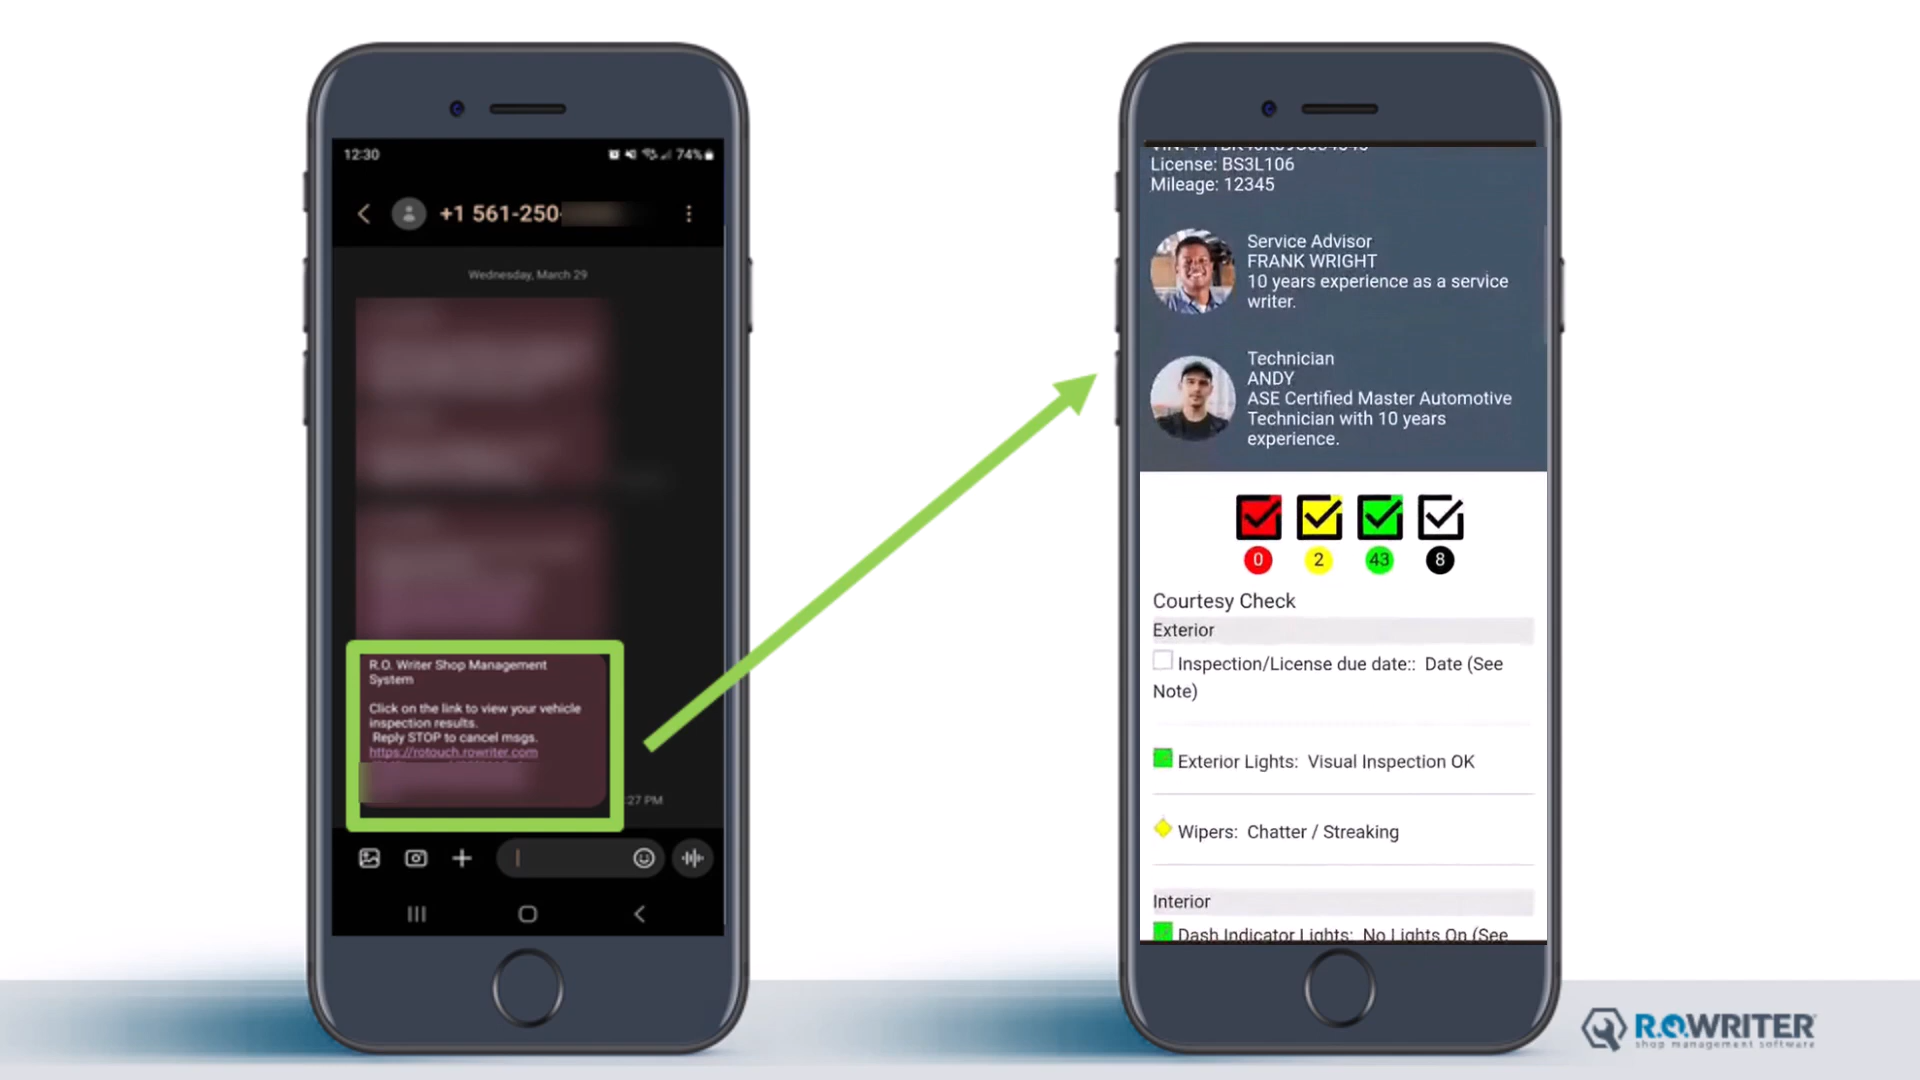 12:30
74%
+1 561-250-
Wednesday, March 29
R.O. Writer Shop Management
System
Click on the link to view your vehicle
inspection results.
Reply STOP to cancel msgs.
https://rotouch.rowriter.com
:27 PM
License: BS3L106
Mileage: 12345
Service Advisor
FRANK WRIGHT
10 years experience as a service
writer.
Technician
ANDY
ASE Certified Master Automotive
Technician with 10 years
experience.
0 2 43 8
Courtesy Check
Exterior
Inspection/License due date:: Date (See
Note)
Exterior Lights: Visual Inspection OK
Wipers: Chatter / Streaking
Interior
Dash Indicator Lights: No Lights On (See
R.O.WRITER
shop management software